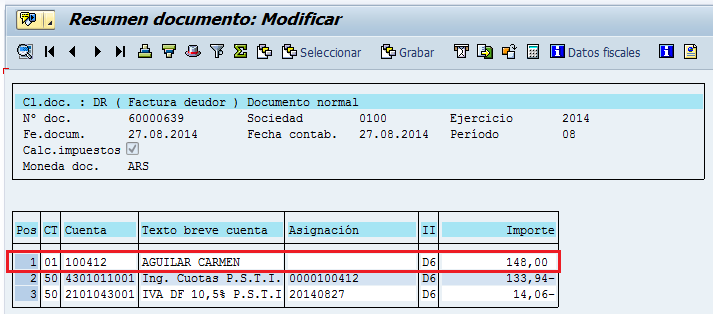 Resumen documento: Modificar
Seleccionar Grabar Datos fiscales
Cl.doc. : DR ( Factura deudor ) Documento normal
Nº doc. 60000639 Sociedad 0100 Ejercicio 2014
Fe.docum. 27.08.2014 Fecha contab. 27.08.2014 Período 08
Calc.impuestos
Moneda doc. ARS
Pos CT Cuenta Texto breve cuenta Asignación II Importe
1 01 100412 AGUILAR CARMEN D6 148,00
2 50 4301011001 Ing. Cuotas P.S.T.I. 0000100412 D6 133,94-
3 50 2101043001 IVA DF 10,5% P.S.T.I 20140827 D6 14,06-